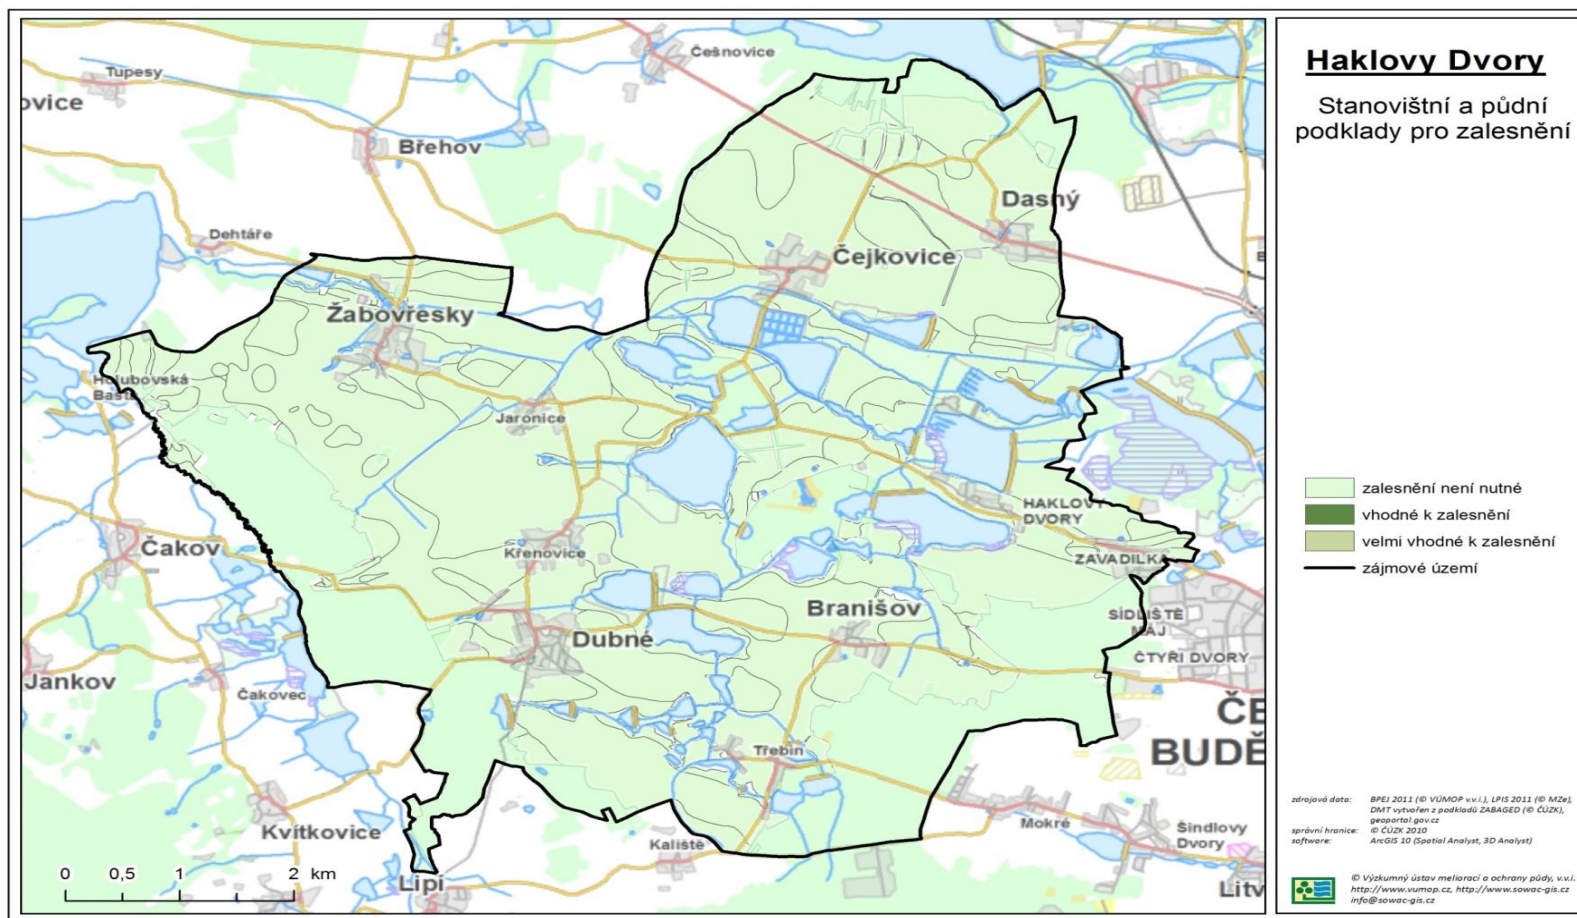 Haklovy Dvory
Stanovištní a půdní
podklady pro zalesnění
Češnovice
Tupesy
ovice
Břehov
Dasný
Dehtáře
Čejkovice
Žabovřesky
Holubovská
Bašta
Jaronice
HAKLOVY
DVORY
Čakov
Křenovice
ZAVADILKA
Branišov
SÍDLIŠTĚ
MÁJ
Dubné
ČTYŘI DVORY
Jankov
Čakovec
ČE
BUDĚ
Třebín
Kvítkovice
Mokré
Šindlovy
Dvory
Kaliště
Lipí
Litv
0 0,5 1 2 km
zalesnění není nutné
vhodné k zalesnění
velmi vhodné k zalesnění
zájmové území
zdrojová data: BPEJ 2011 (© VÚMOP v.v.i.), LPIS 2011 (© MZe),
DMT vytvořen z podkladů ZABAGED (© ČÚZK),
geoportal.gov.cz
správní hranice: © ČÚZK 2010
software: ArcGIS 10 (Spatial Analyst, 3D Analyst)
© Výzkumný ústav meliorací a ochrany půdy, v.v.i.
http://www.vumop.cz, http://www.sowac-gis.cz
info@sowac-gis.cz